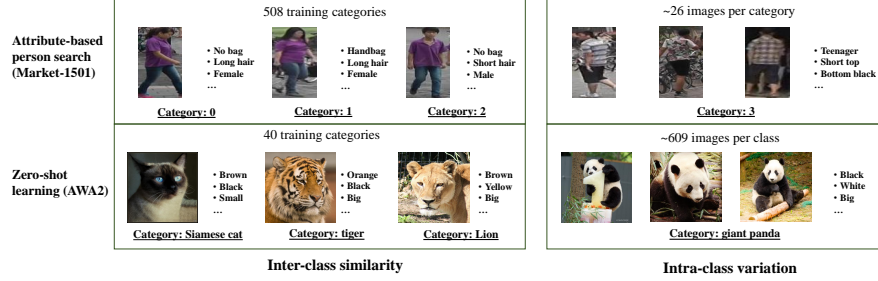 508 training categories
~26 images per category
Attribute-based
person search
(Market-1501)
• No bag
• Long hair
• Female
...
• Handbag
• Long hair
• Female
...
• No bag
• Short hair
• Male
...
• Teenager
• Short top
• Bottom black
...
Category: 0
Category: 1
Category: 2
Category: 3
40 training categories
~609 images per class
Zero-shot
learning (AWA2)
• Brown
• Black
• Small
...
• Orange
• Black
• Big
...
• Brown
• Yellow
• Big
...
• Black
• White
• Big
...
Category: Siamese cat
Category: tiger
Category: Lion
Category: giant panda
Inter-class similarity
Intra-class variation